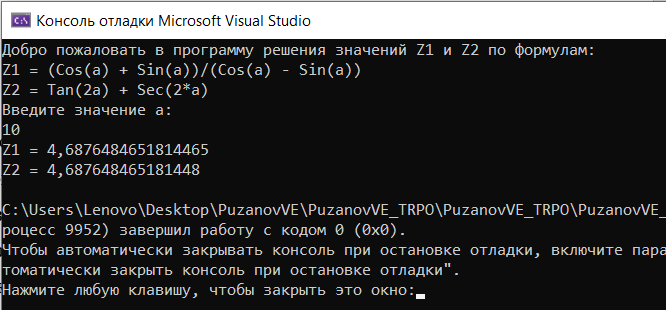 Консоль отладки Microsoft Visual Studio
Добро пожаловать в программу решения значений Z1 и Z2 по формулам:
Z1 = (Cos(a) + Sin(a))/(Cos(a) - Sin(a))
Z2 = Tan(2a) + Sec(2*a)
Введите значение a:
10
Z1 = 4,6876484651814465
Z2 = 4,687648465181448
C:\Users\Lenovo\Desktop\PuzanovVE\PuzanovVE_TRPO\PuzanovVE_TRPO\PuzanovVE_
роцесс 9952) завершил работу с кодом 0 (0x0).
Чтобы автоматически закрывать консоль при остановке отладки, включите пара
томатически закрыть консоль при остановке отладки".
Нажмите любую клавишу, чтобы закрыть это окно: